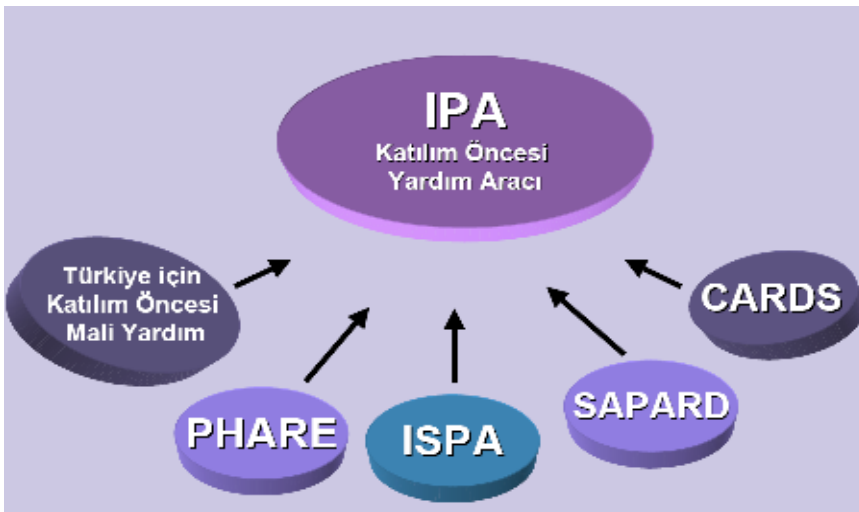 IPA
Katılım Öncesi
Yardım Aracı
Türkiye için
Katılım Öncesi
Mali Yardım
PHARE
ISPA
SAPARD
CARDS